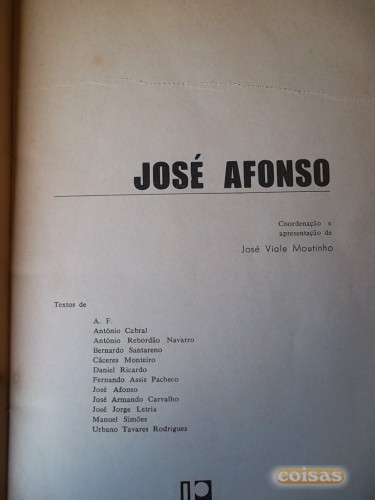 JOSÉ AFONSO
Coordenação e
apresentação de
José Viale Moutinho
Textos de
A. F.
António Cabral
António Rebordão Navarro
Bernardo Santareno
Cáceres Monteiro
Daniel Ricardo
Fernando Assis Pacheco
José Afonso
José Armando Carvalho
José Jorge Letria
Manuel Simões
Urbano Tavares Rodrigues
coisas